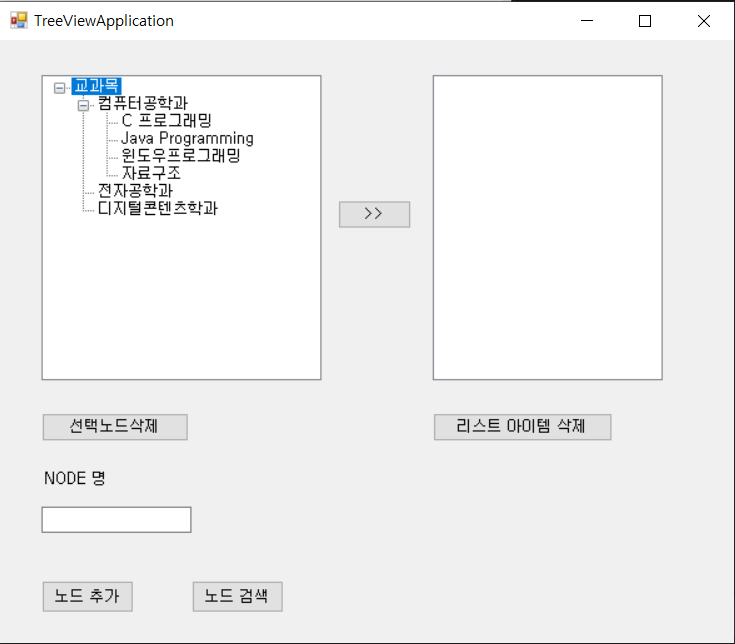 TreeViewApplication
교과목
컴퓨터공학과
C 프로그래밍
Java Programming
윈도우프로그래밍
자료구조
전자공학과
디지털콘텐츠학과
>>
선택노드삭제
리스트 아이템 삭제
NODE 명
노드 추가
노드 검색